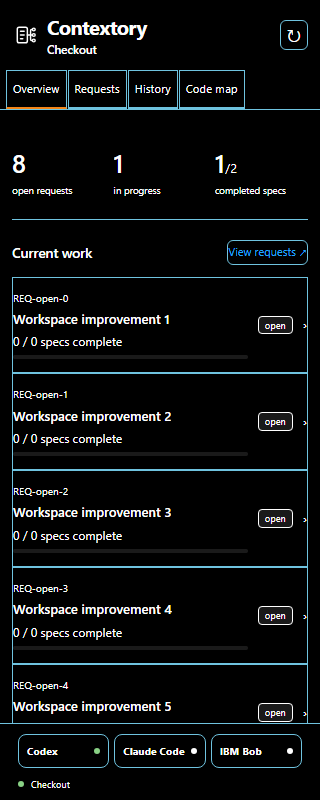 Contextory
Checkout
Overview
Requests
History
Code map
8
open requests
1
in progress
1/2
completed specs
Current work
View requests ↗
REQ-open-0
Workspace improvement 1
0 / 0 specs complete
open
REQ-open-1
Workspace improvement 2
0 / 0 specs complete
open
REQ-open-2
Workspace improvement 3
0 / 0 specs complete
open
REQ-open-3
Workspace improvement 4
0 / 0 specs complete
open
REQ-open-4
Workspace improvement 5
open
Codex
Claude Code
IBM Bob
Checkout